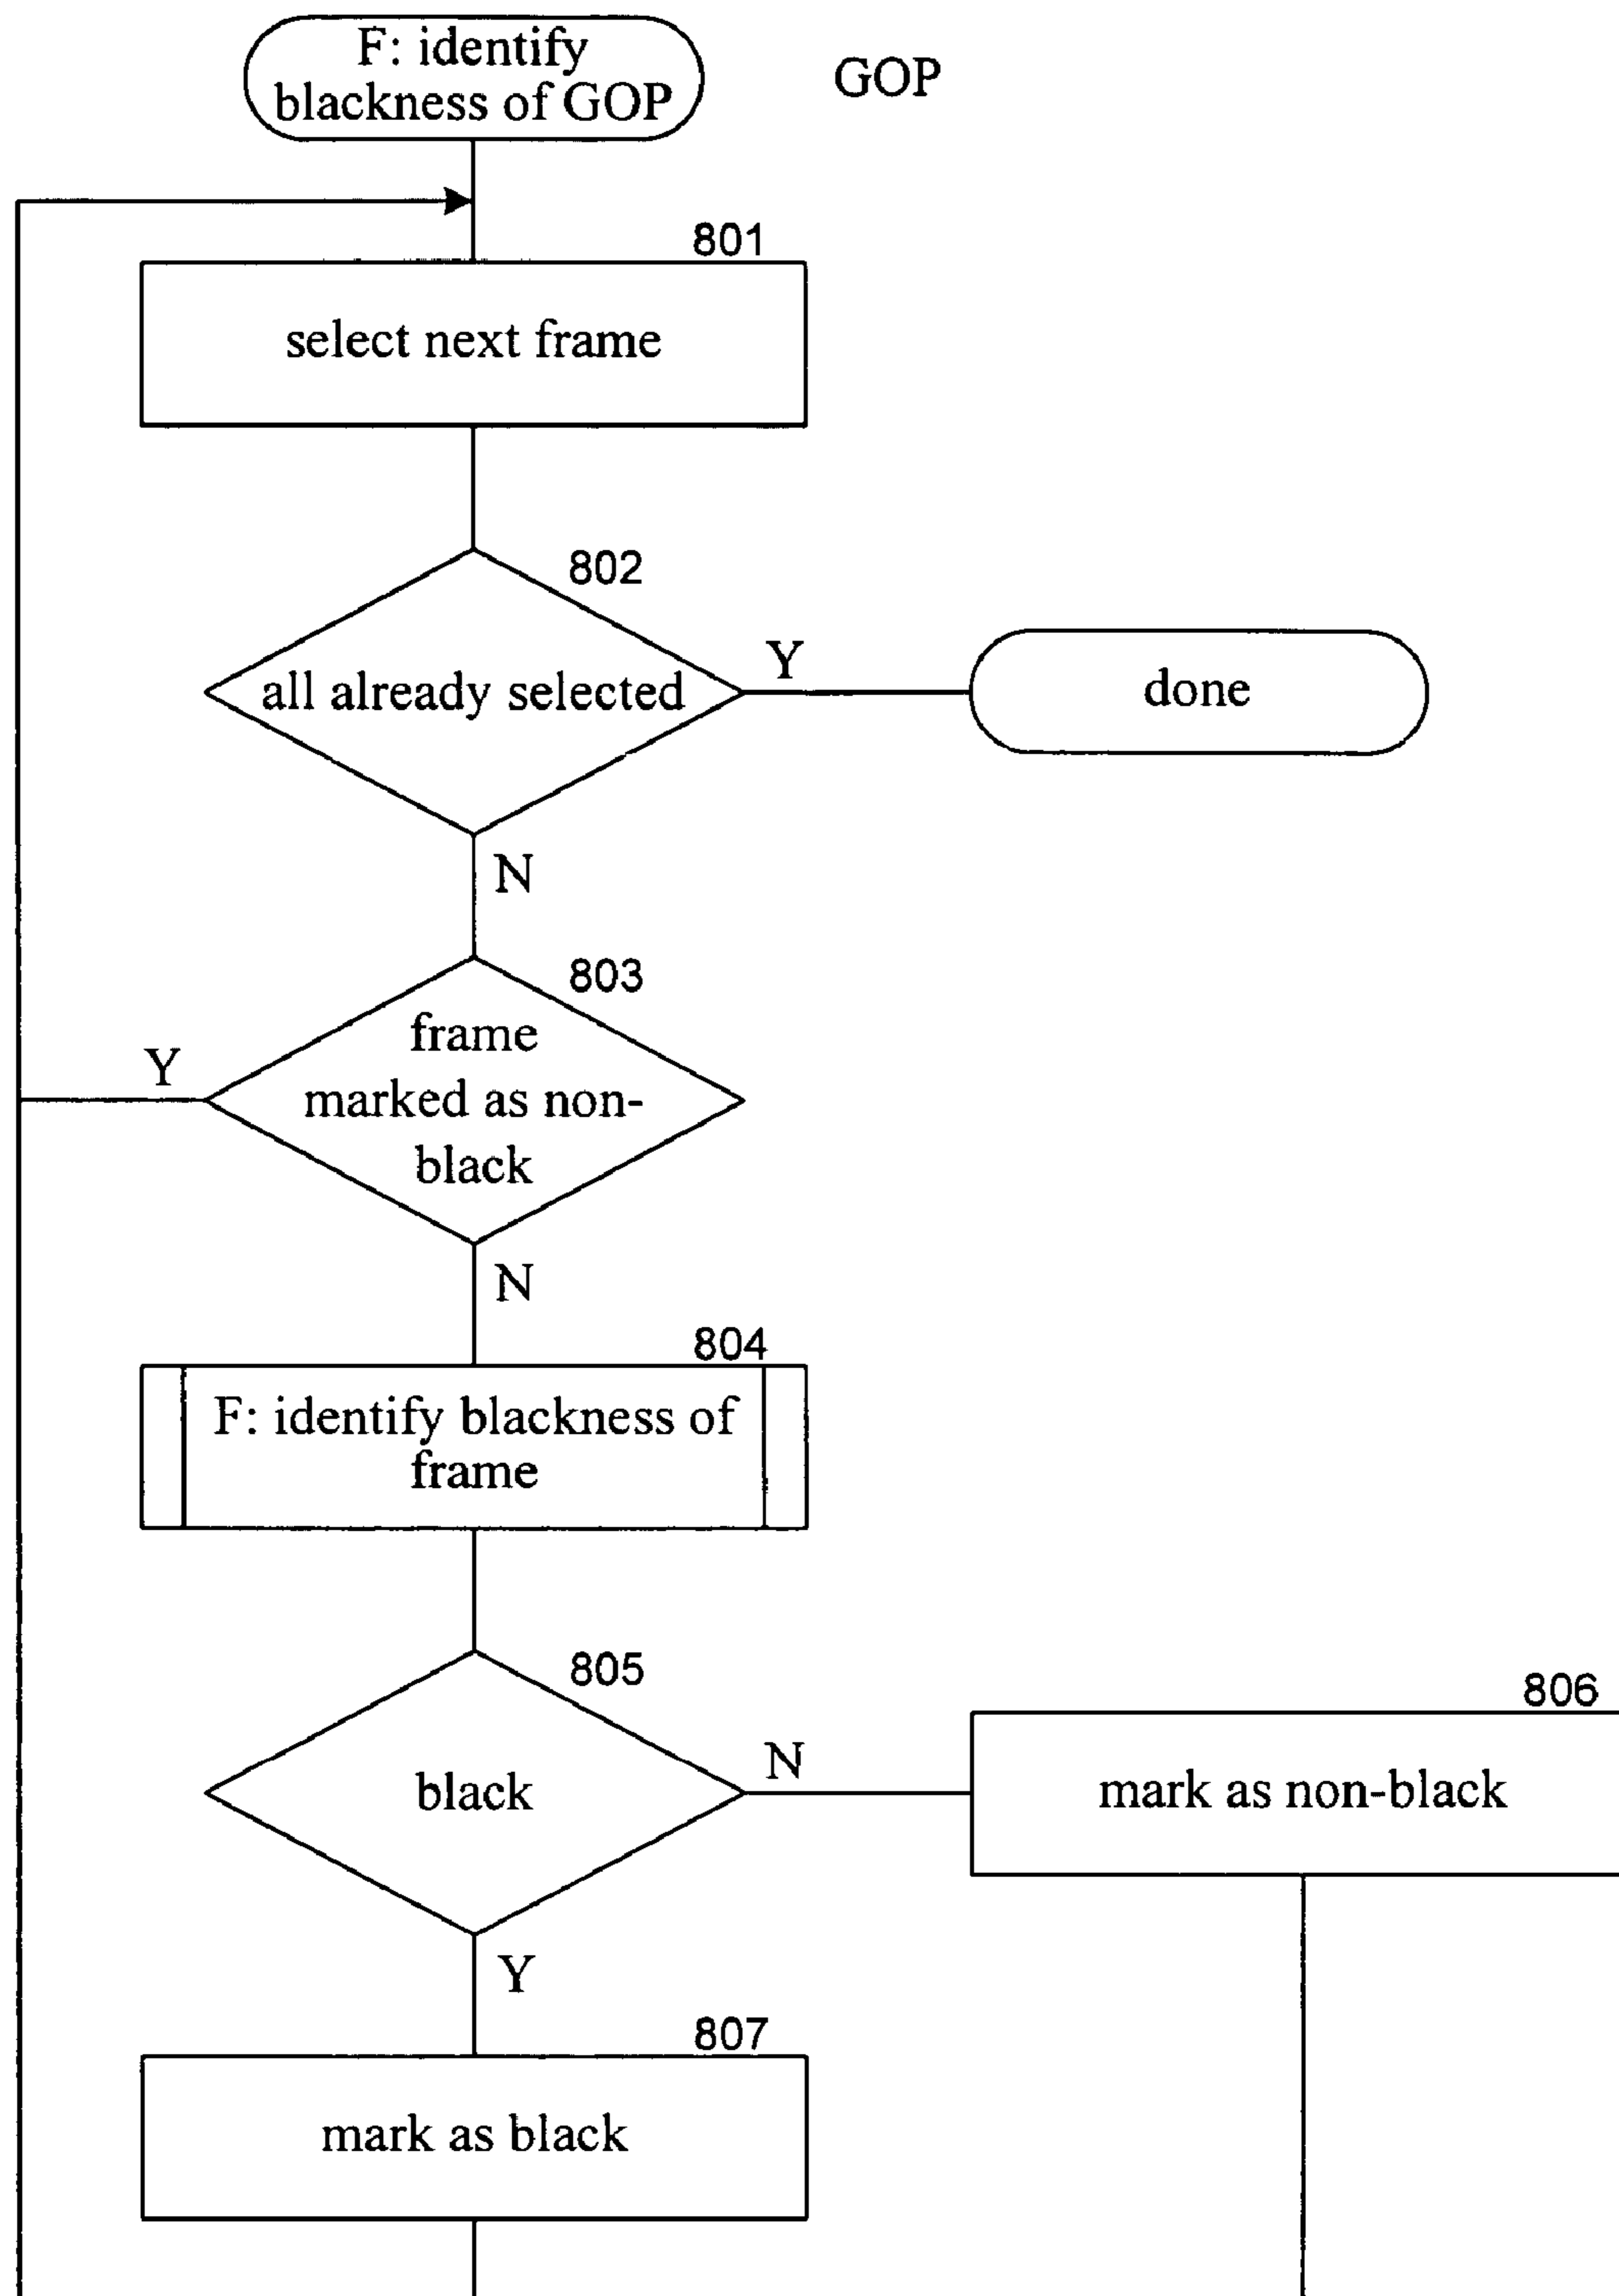 F: identify
blackness of GOP
GOP
801
select next frame
802
all already selected
Y
done
N
803
frame
marked as non-
black
Y
N
804
F: identify blackness of
frame
805
black
N
806
mark as non-black
Y
807
mark as black